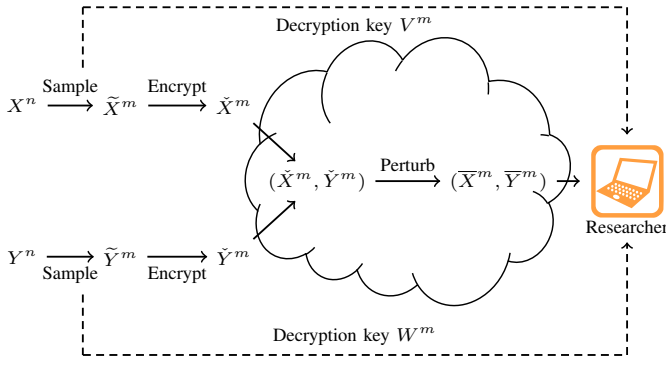 Decryption key V^m
Sample Encrypt
X^n X̃^m X̌^m
(X̌^m, Y̌^m) Perturb (X̅^m, Y̅^m)
Researcher
Y^n Ỹ^m Y̌^m
Sample Encrypt
Decryption key W^m